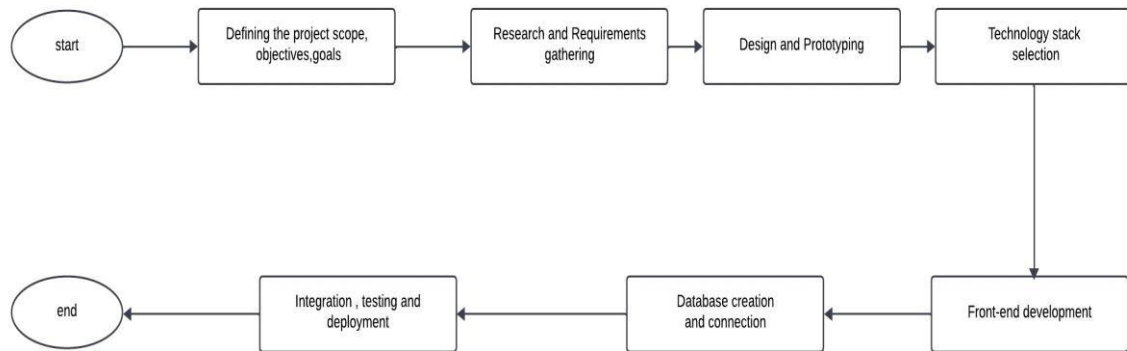 start
Defining the project scope,
objectives,goals
Research and Requirements
gathering
Design and Prototyping
Technology stack
selection
end
Integration , testing and
deployment
Database creation
and connection
Front-end development